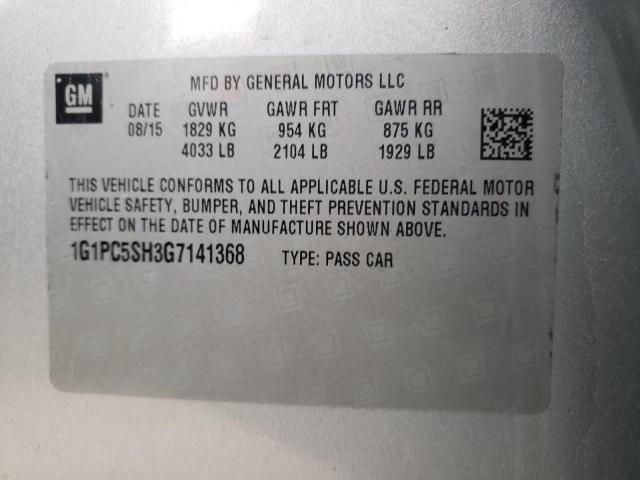 GM
MFD BY GENERAL MOTORS LLC
DATE GVWR GAWR FRT GAWR RR
08/15 1829 KG 954 KG 875 KG
4033 LB 2104 LB 1929 LB
THIS VEHICLE CONFORMS TO ALL APPLICABLE U.S. FEDERAL MOTOR
VEHICLE SAFETY, BUMPER, AND THEFT PREVENTION STANDARDS IN
EFFECT ON THE DATE OF MANUFACTURE SHOWN ABOVE.
1G1PC5SH3G7141368 TYPE: PASS CAR